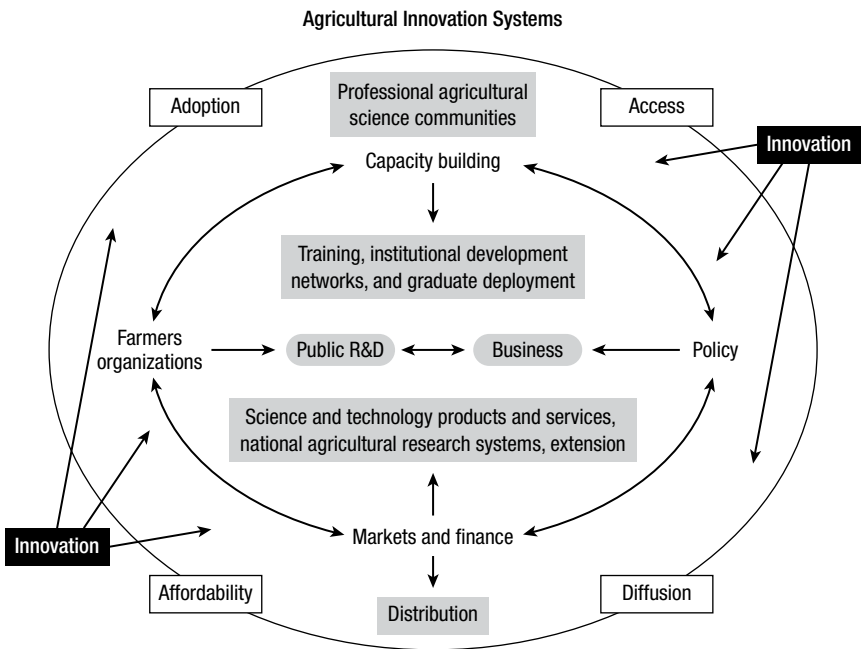 Agricultural Innovation Systems
Adoption
Professional agricultural
science communities
Access
Innovation
Capacity building
Training, institutional development
networks, and graduate deployment
Farmers
organizations
Public R&D
Business
Policy
Science and technology products and services,
national agricultural research systems, extension
Innovation
Markets and finance
Affordability
Distribution
Diffusion